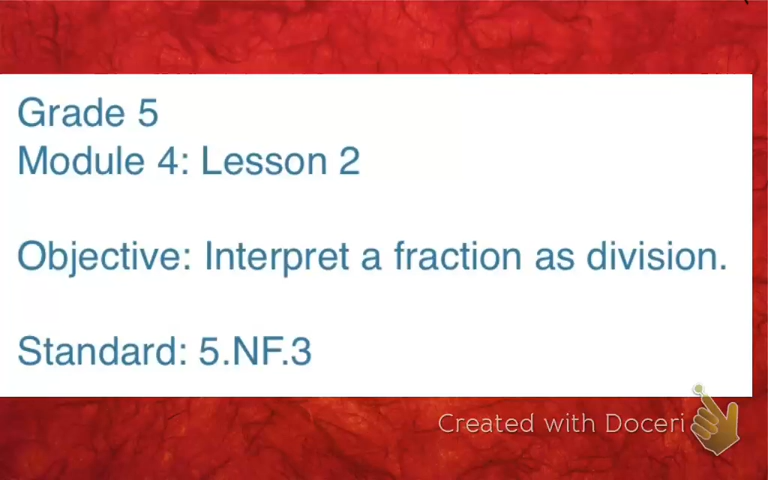 Grade 5
Module 4: Lesson 2
Objective: Interpret a fraction as division.
Standard: 5.NF.3
Created with Doceri